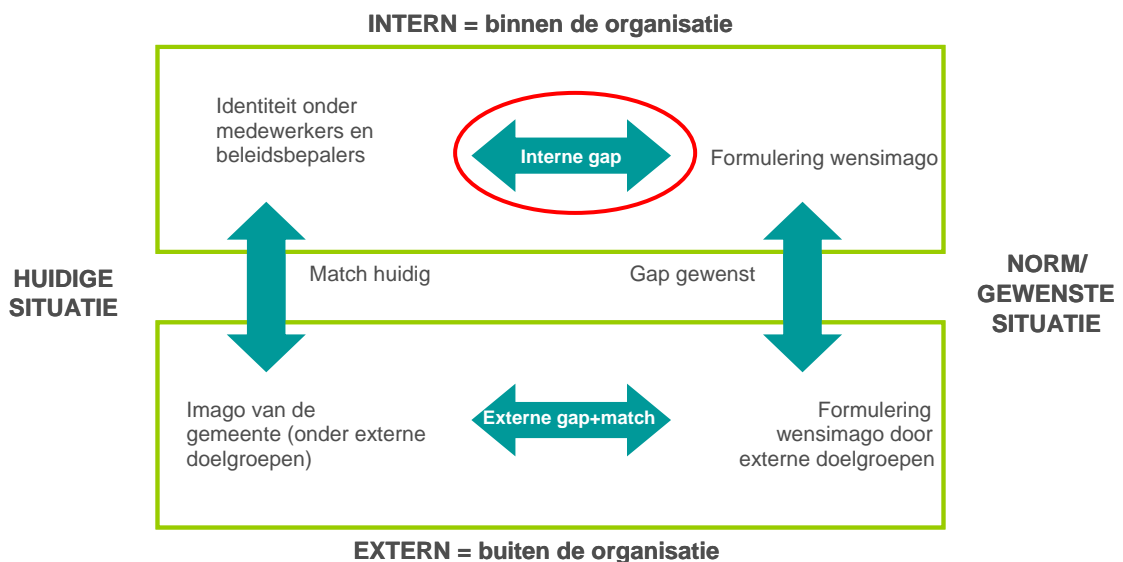 INTERN = binnen de organisatie
Identiteit onder
medewerkers en
beleidsbepalers
Interne gap
Formulering wensimago
HUIDIGE
SITUATIE
Match huidig
Gap gewenst
NORM/
GEWENSTE
SITUATIE
Imago van de
gemeente (onder externe
doelgroepen)
Externe gap+match
Formulering
wensimago door
externe doelgroepen
EXTERN = buiten de organisatie